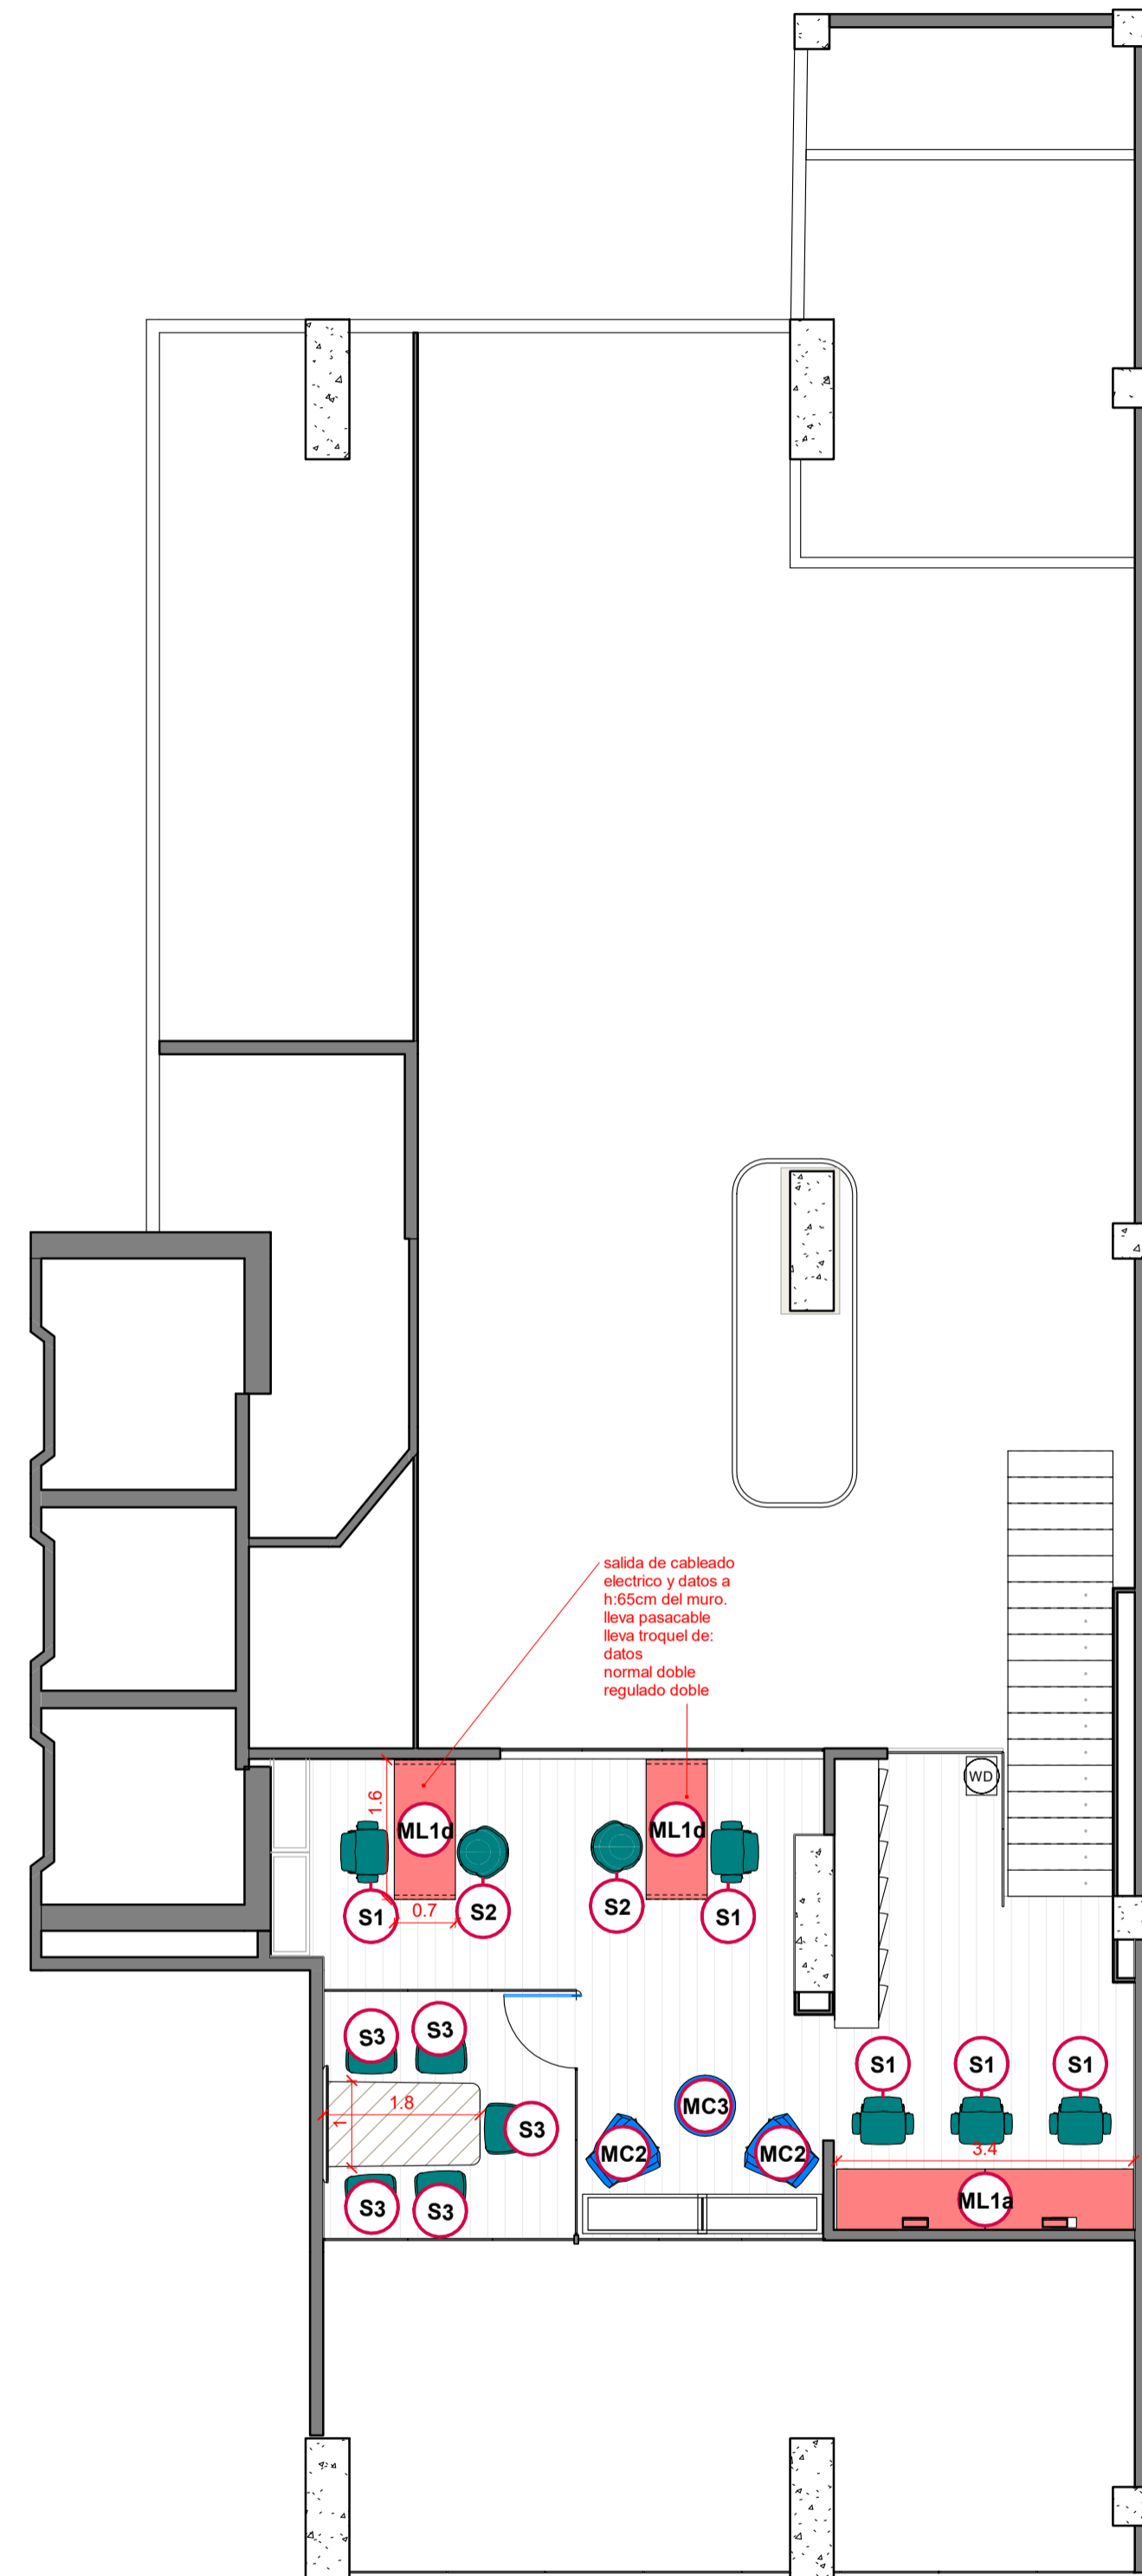 salida de cableado
electrico y datos a
h:65cm del muro.
lleva pasacable
lleva troquel de:
datos
normal doble
regulado doble
WD
1.6
ML1d
ML1d
S1
0.7
S2
S2
S1
S3
S3
1.8
1
S3
S3
S3
MC3
MC2
MC2
S1
S1
S1
3.4
ML1a